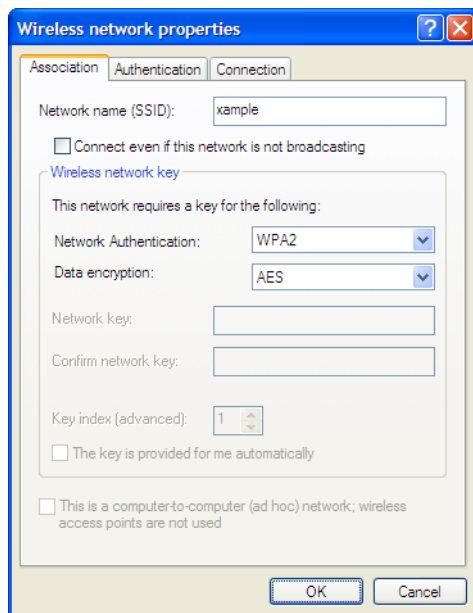 Wireless network properties
Association Authentication Connection
Network name (SSID): xample
Connect even if this network is not broadcasting
Wireless network key
This network requires a key for the following:
Network Authentication: WPA2
Data encryption: AES
Network key:
Confirm network key:
Key index (advanced): 1
The key is provided for me automatically
This is a computer-to-computer (ad hoc) network; wireless
access points are not used
OK Cancel